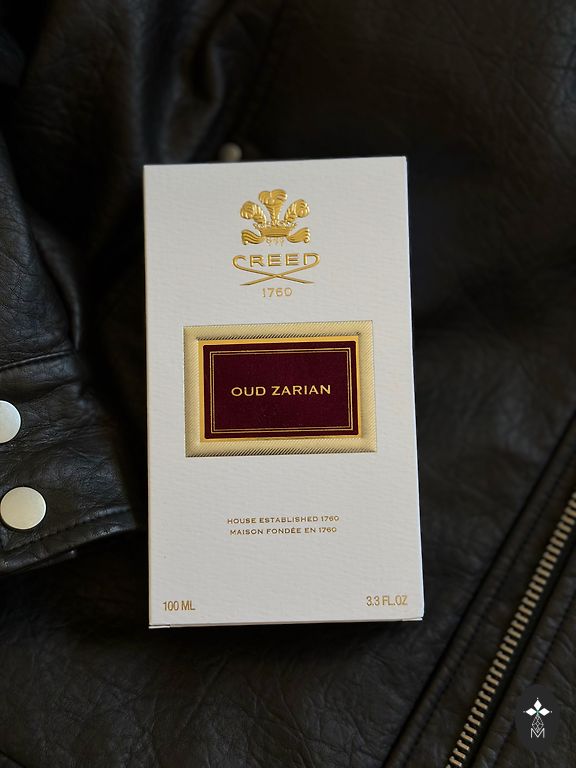 CREED
1760
OUD ZARIAN
HOUSE ESTABLISHED 1760
MAISON FONDÉE EN 1760
100 ML
3.3 FL.OZ
M